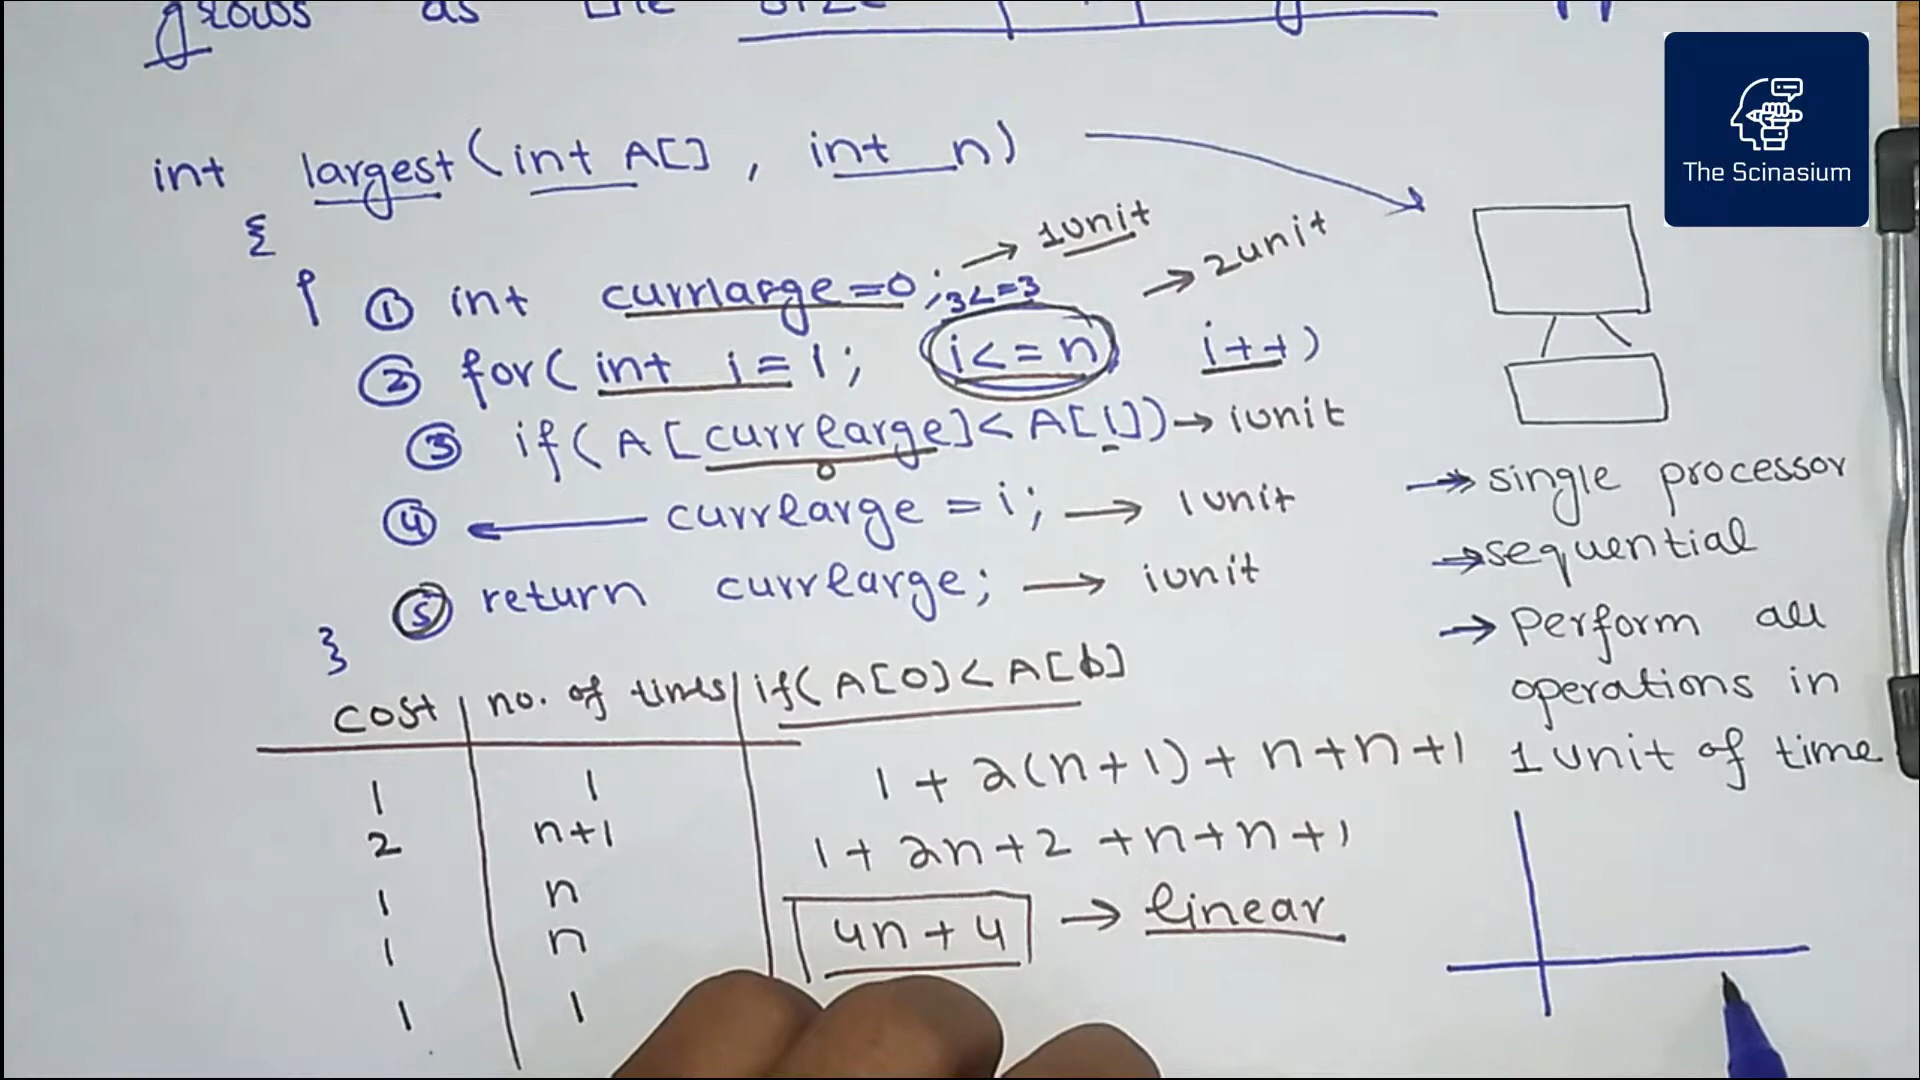 grows as the size
The Scinasium
int largest(int A[] , int n)
{
① int currlarge=0; → 1unit
3<=3
→ 2unit
② for( int i=1; i<=n i++)
③ if( A[currlarge]< A[i]) → 1unit
0
④ ← currlarge = i; → 1unit
⑤ return currlarge; → 1unit
}
→ single processor
→ sequential
→ Perform all
operations in
1 unit of time
cost | no. of times | if( A[0]< A[b]
1 1
2 n+1
1 n
1 n
1 1
1 + 2(n+1) + n+n+1
1+ 2n+2 +n+n+1
4n+4 → linear